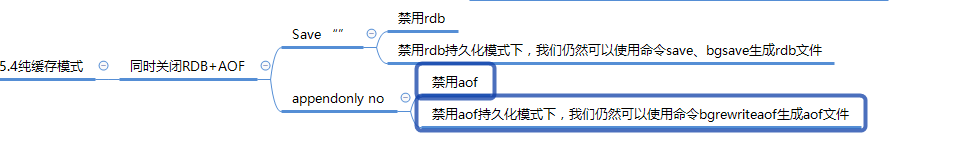 5.4纯缓存模式
同时关闭RDB+AOF
Save “”
禁用rdb
禁用rdb持久化模式下，我们仍然可以使用命令save、bgsave生成rdb文件
appendonly no
禁用aof
禁用aof持久化模式下，我们仍然可以使用命令bgrewriteaof生成aof文件